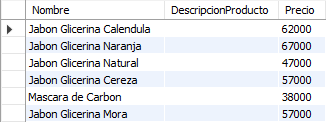 Nombre DescripcionProducto Precio
Jabon Glicerina Calendula 62000
Jabon Glicerina Naranja 67000
Jabon Glicerina Natural 47000
Jabon Glicerina Cereza 57000
Mascara de Carbon 38000
Jabon Glicerina Mora 57000